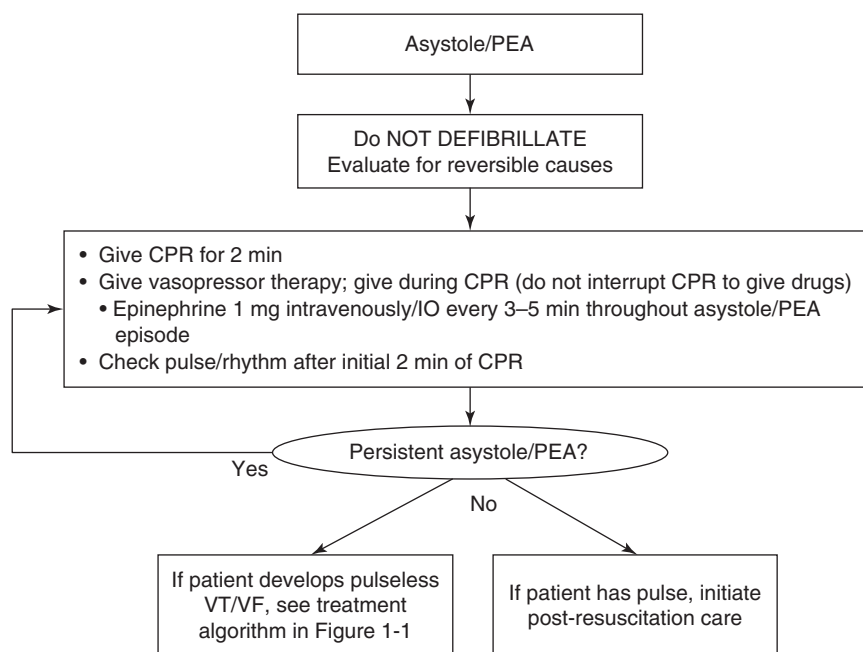 Asystole/PEA
Do NOT DEFIBRILLATE
Evaluate for reversible causes
• Give CPR for 2 min
• Give vasopressor therapy; give during CPR (do not interrupt CPR to give drugs)
• Epinephrine 1 mg intravenously/IO every 3–5 min throughout asystole/PEA
episode
• Check pulse/rhythm after initial 2 min of CPR
Persistent asystole/PEA?
Yes
No
If patient develops pulseless
VT/VF, see treatment
algorithm in Figure 1-1
If patient has pulse, initiate
post-resuscitation care